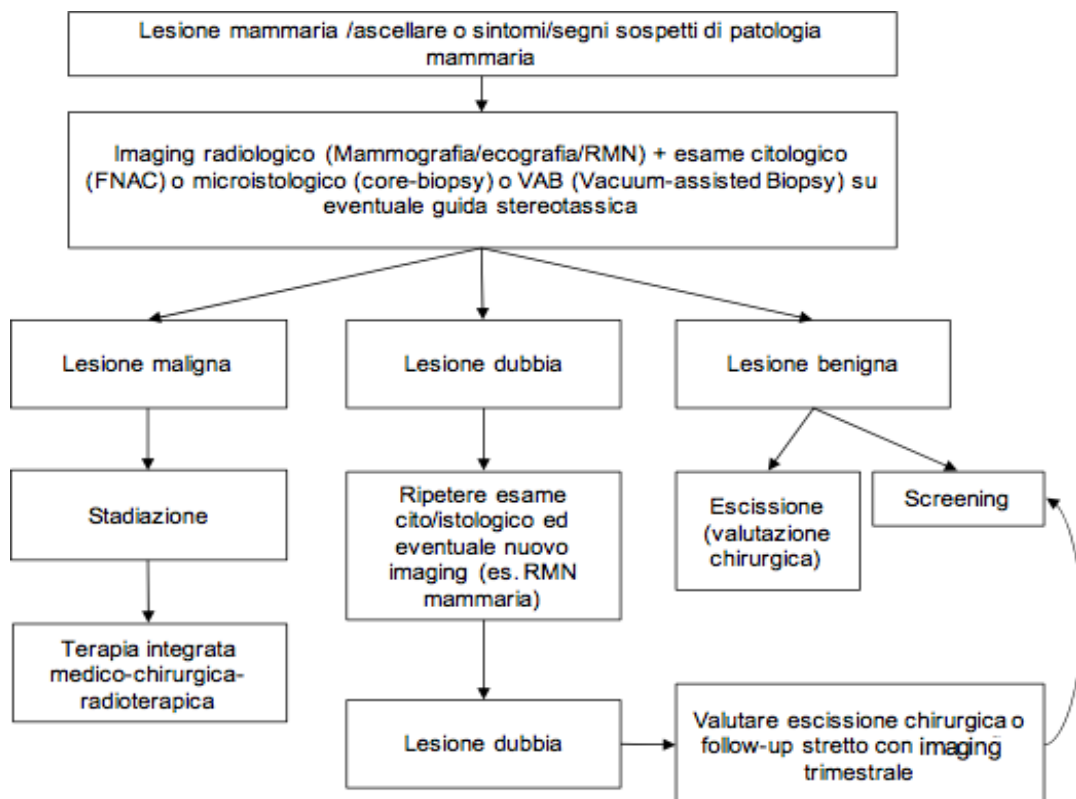 Lesione mammaria /ascellare o sintomi/segni sospetti di patologia
mammaria
Imaging radiologico (Mammografia/ecografia/RMN) + esame citologico
(FNAC) o microistologico (core-biopsy) o VAB (Vacuum-assisted Biopsy) su
eventuale guida stereotassica
Lesione maligna
Lesione dubbia
Lesione benigna
Stadiazione
Ripetere esame
cito/istologico ed
eventuale nuovo
imaging (es. RMN
mammaria)
Escissione
(valutazione
chirurgica)
Screening
Terapia integrata
medico-chirurgica-
radioterapica
Lesione dubbia
Valutare escissione chirurgica o
follow-up stretto con imaging
trimestrale